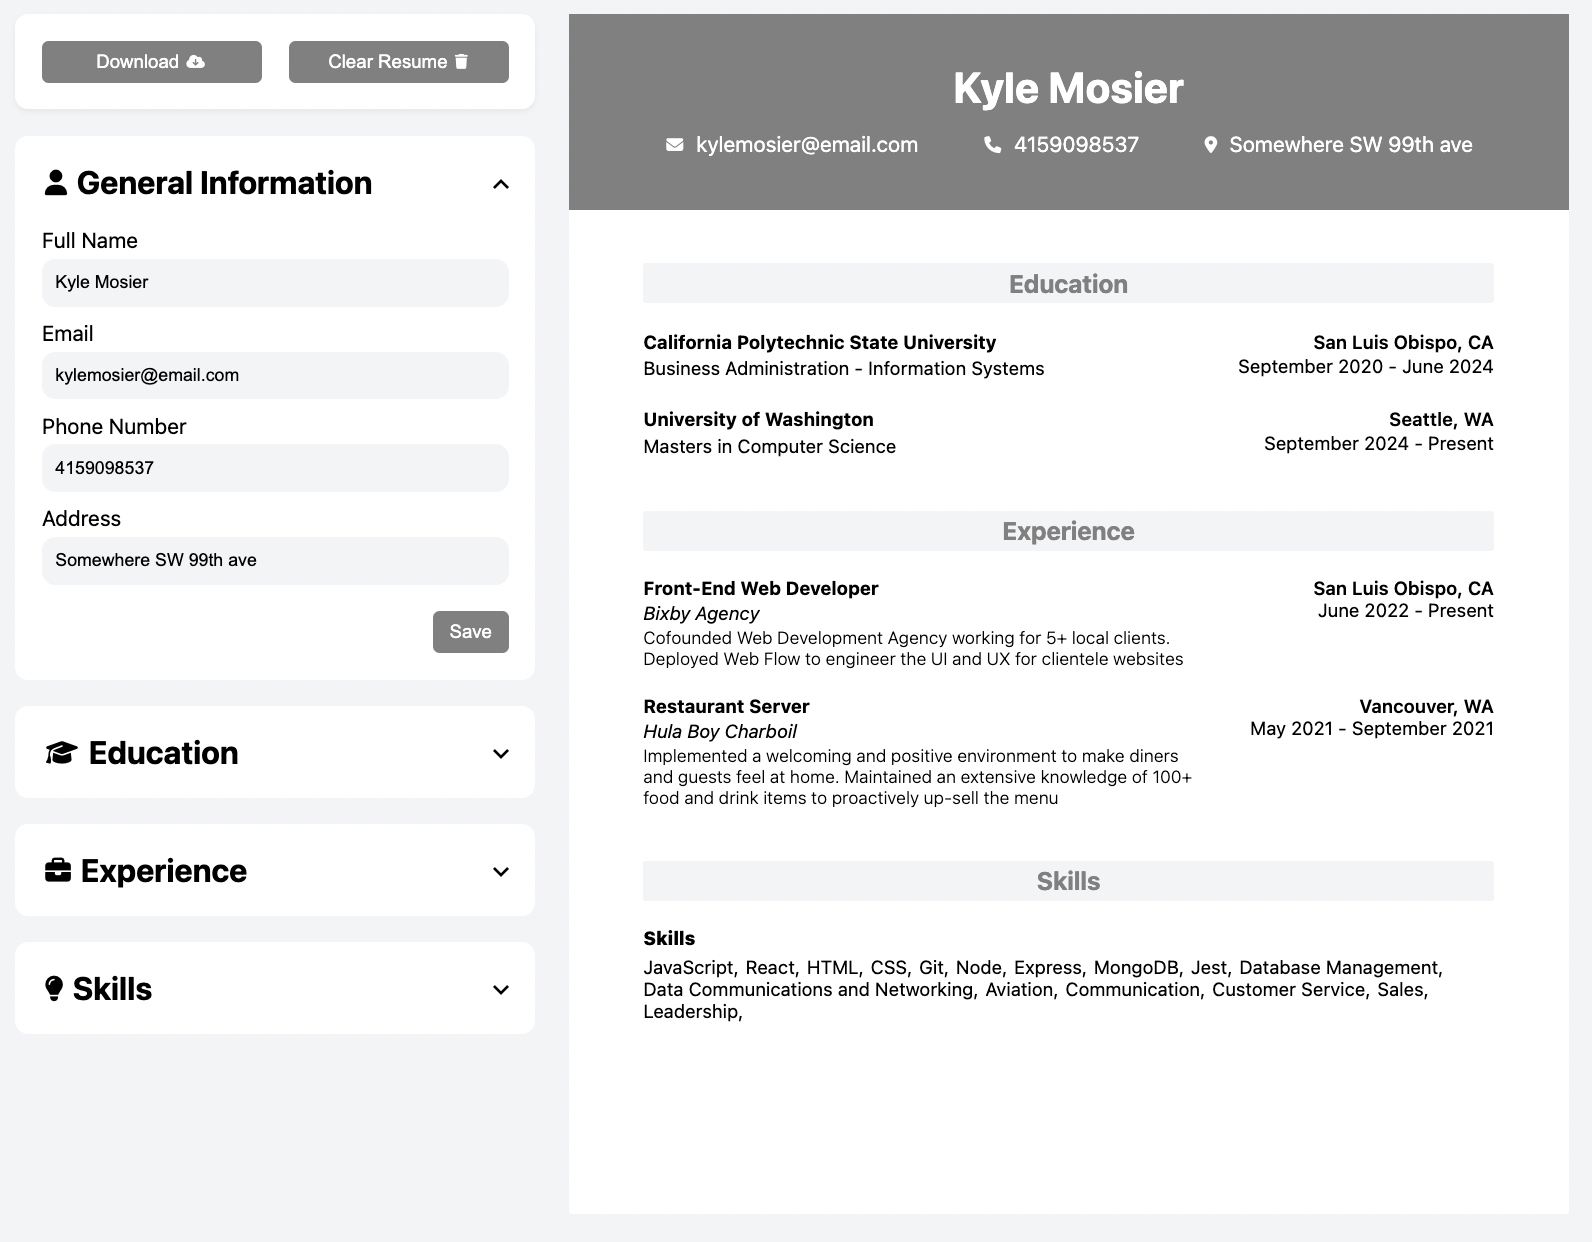 Download
Clear Resume
General Information
Full Name
Kyle Mosier
Email
kylemosier@email.com
Phone Number
4159098537
Address
Somewhere SW 99th ave
Save
Education
Experience
Skills
Kyle Mosier
kylemosier@email.com
4159098537
Somewhere SW 99th ave
Education
California Polytechnic State University
San Luis Obispo, CA
Business Administration - Information Systems
September 2020 - June 2024
University of Washington
Seattle, WA
Masters in Computer Science
September 2024 - Present
Experience
Front-End Web Developer
San Luis Obispo, CA
Bixby Agency
June 2022 - Present
Cofounded Web Development Agency working for 5+ local clients.
Deployed Web Flow to engineer the UI and UX for clientele websites
Restaurant Server
Vancouver, WA
Hula Boy Charboil
May 2021 - September 2021
Implemented a welcoming and positive environment to make diners
and guests feel at home. Maintained an extensive knowledge of 100+
food and drink items to proactively up-sell the menu
Skills
Skills
JavaScript, React, HTML, CSS, Git, Node, Express, MongoDB, Jest, Database Management,
Data Communications and Networking, Aviation, Communication, Customer Service, Sales,
Leadership,